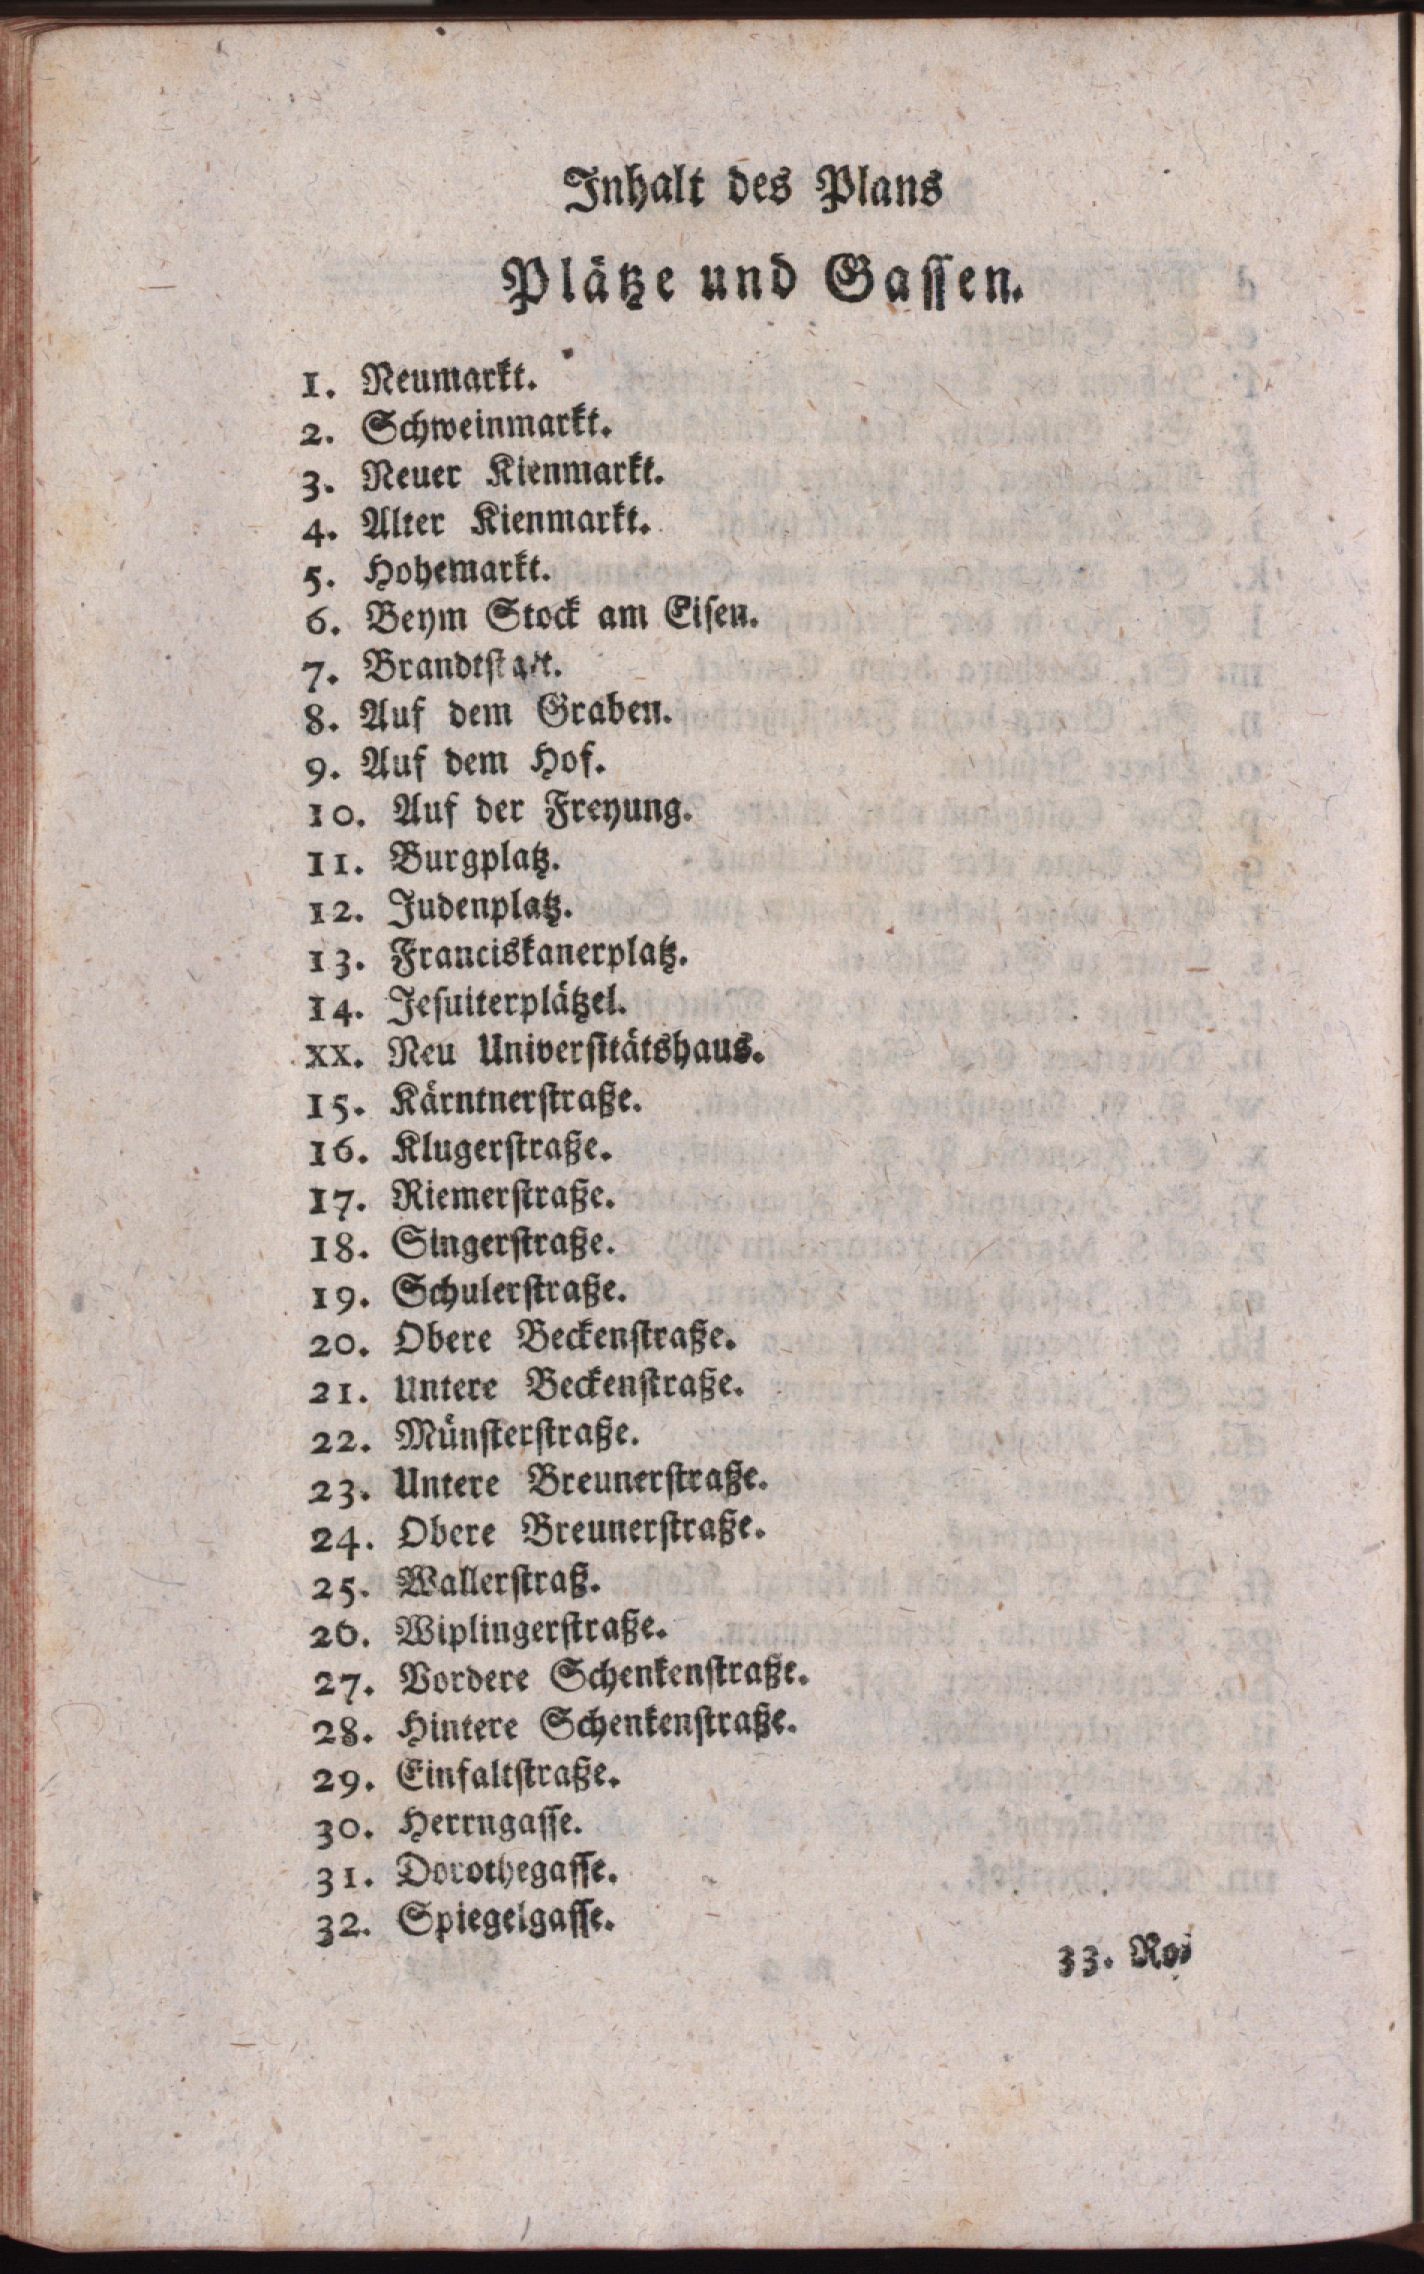 Inhalt des Plans
Plätze und Gassen.
1. Neumarkt.
2. Schweinmarkt.
3. Neuer Kienmarkt.
4. Alter Kienmarkt.
5. Hohemarkt.
6. Beym Stock am Eisen.
7. Brandtstatt.
8. Auf dem Graben.
9. Auf dem Hof.
10. Auf der Freyung.
11. Burgplatz.
12. Judenplatz.
13. Franciskanerplatz.
14. Jesuiterplätzel.
XX. Neu Universitätshaus.
15. Kärntnerstraße.
16. Klugerstraße.
17. Riemerstraße.
18. Singerstraße.
19. Schulerstraße.
20. Obere Beckenstraße.
21. Untere Beckenstraße.
22. Münsterstraße.
23. Untere Breunerstraße.
24. Obere Breunerstraße.
25. Wallerstraß.
26. Wiplingerstraße.
27. Vordere Schenkenstraße.
28. Hintere Schenkenstraße.
29. Einfaltstraße.
30. Herrngasse.
31. Dorothegasse.
32. Spiegelgasse.
33. Ro=